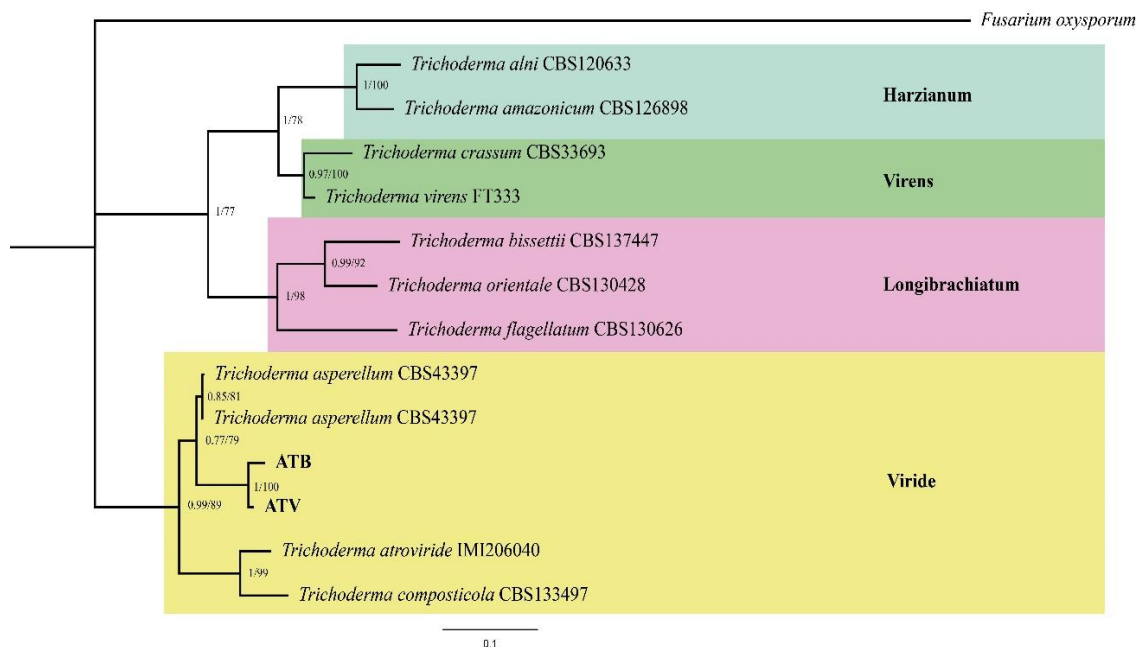 Fusarium oxysporum
Trichoderma alni CBS120633
1/100
Harzianum
Trichoderma amazonicum CBS126898
1/78
Trichoderma crassum CBS33693
0.97/100
Virens
Trichoderma virens FT333
1/77
Trichoderma bissettii CBS137447
0.99/92
Trichoderma orientale CBS130428
Longibrachiatum
1/98
Trichoderma flagellatum CBS130626
Trichoderma asperellum CBS43397
0.85/81
Trichoderma asperellum CBS43397
0.77/79
ATB
1/100
Viride
0.99/89
ATV
Trichoderma atroviride IMI206040
1/99
Trichoderma composticola CBS133497
0.1